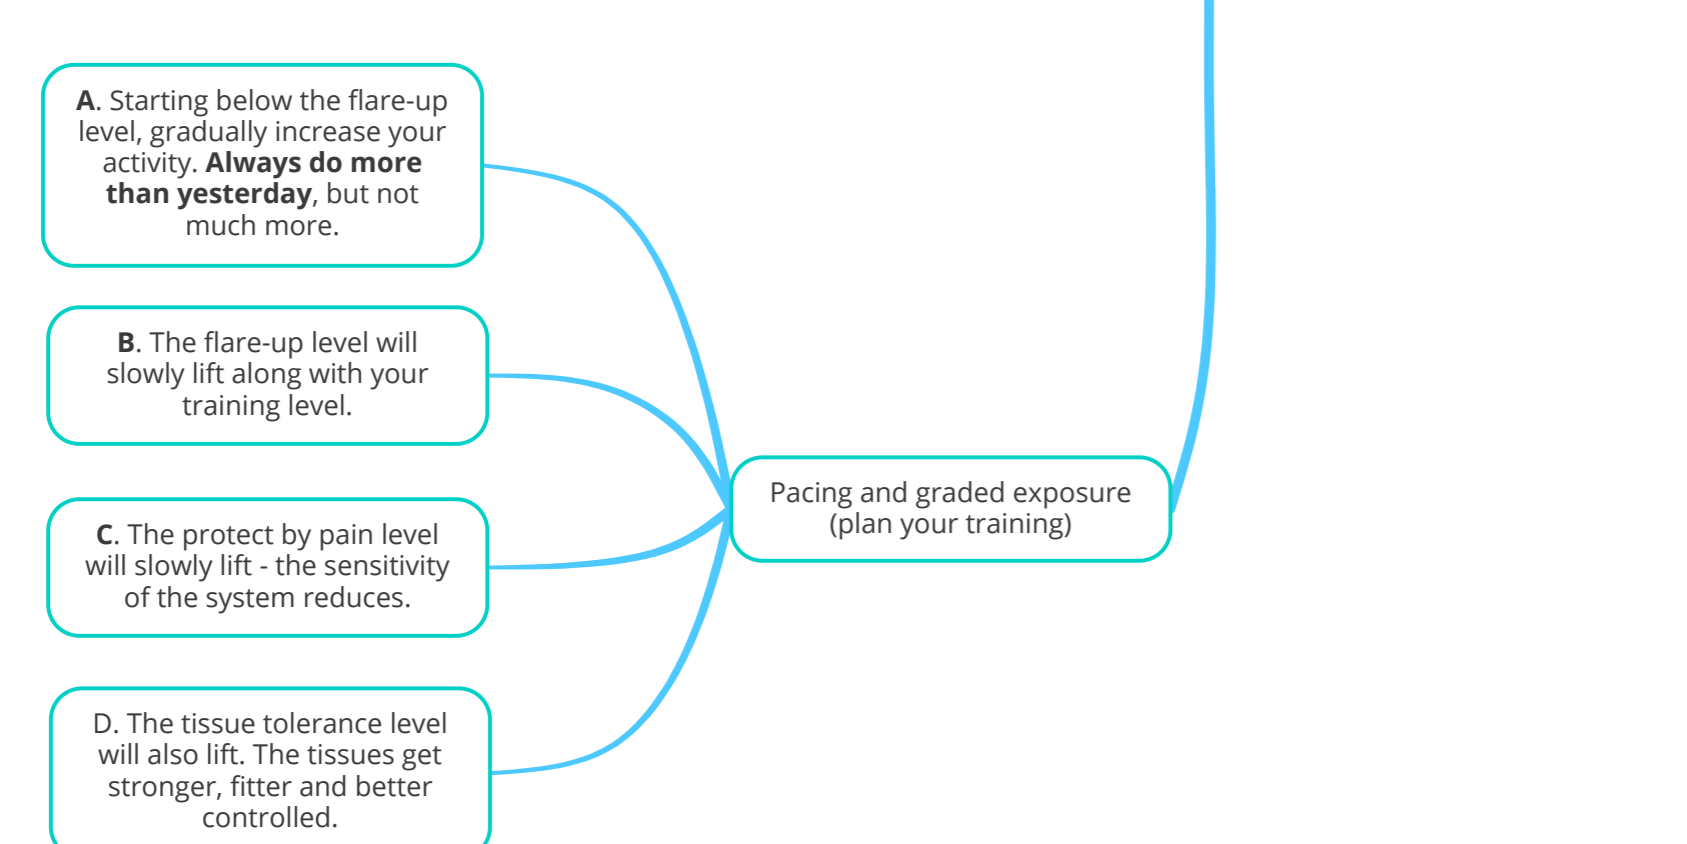 A. Starting below the flare-up
level, gradually increase your
activity. Always do more
than yesterday, but not
much more.
B. The flare-up level will
slowly lift along with your
training level.
C. The protect by pain level
will slowly lift - the sensitivity
of the system reduces.
D. The tissue tolerance level
will also lift. The tissues get
stronger, fitter and better
controlled.
Pacing and graded exposure
(plan your training)